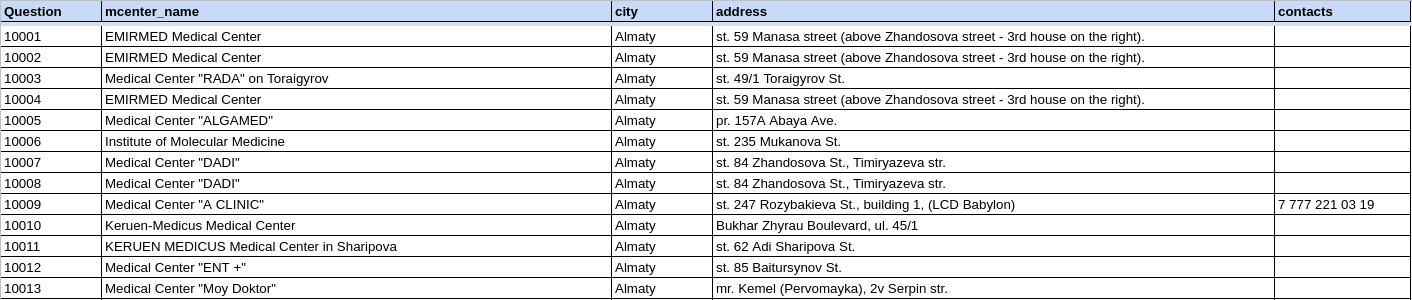 Question mcenter_name city address contacts
10001 EMIRMED Medical Center Almaty st. 59 Manasa street (above Zhandosova street - 3rd house on the right).
10002 EMIRMED Medical Center Almaty st. 59 Manasa street (above Zhandosova street - 3rd house on the right).
10003 Medical Center "RADA" on Toraigyrov Almaty st. 49/1 Toraigyrov St.
10004 EMIRMED Medical Center Almaty st. 59 Manasa street (above Zhandosova street - 3rd house on the right).
10005 Medical Center "ALGAMED" Almaty pr. 157A Abaya Ave.
10006 Institute of Molecular Medicine Almaty st. 235 Mukanova St.
10007 Medical Center "DADI" Almaty st. 84 Zhandosova St., Timiryazeva str.
10008 Medical Center "DADI" Almaty st. 84 Zhandosova St., Timiryazeva str.
10009 Medical Center "A CLINIC" Almaty st. 247 Rozybakieva St., building 1, (LCD Babylon) 7 777 221 03 19
10010 Keruen-Medicus Medical Center Almaty Bukhar Zhyrau Boulevard, ul. 45/1
10011 KERUEN MEDICUS Medical Center in Sharipova Almaty st. 62 Adi Sharipova St.
10012 Medical Center "ENT +" Almaty st. 85 Baitursynov St.
10013 Medical Center "Moy Doktor" Almaty mr. Kemel (Pervomayka), 2v Serpin str.